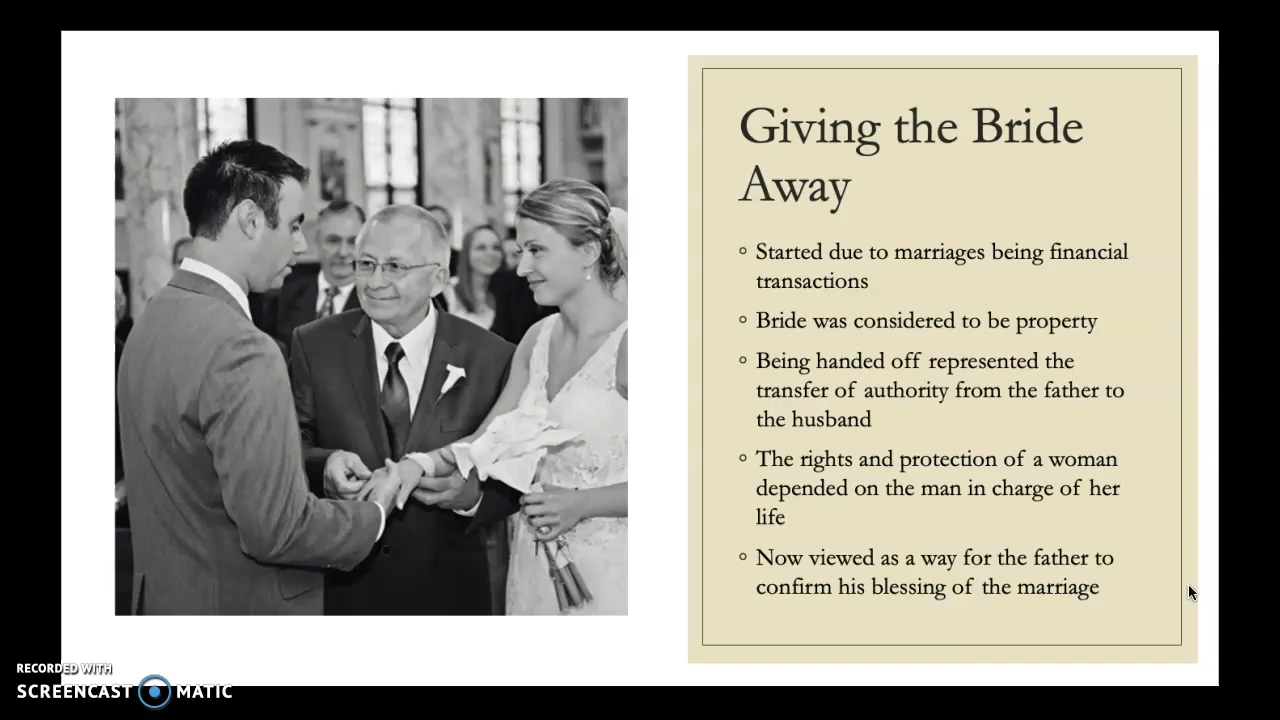 Giving the Bride
Away
Started due to marriages being financial
transactions
Bride was considered to be property
Being handed off represented the
transfer of authority from the father to
the husband
The rights and protection of a woman
depended on the man in charge of her
life
Now viewed as a way for the father to
confirm his blessing of the marriage
RECORDED WITH
SCREENCAST MATIC